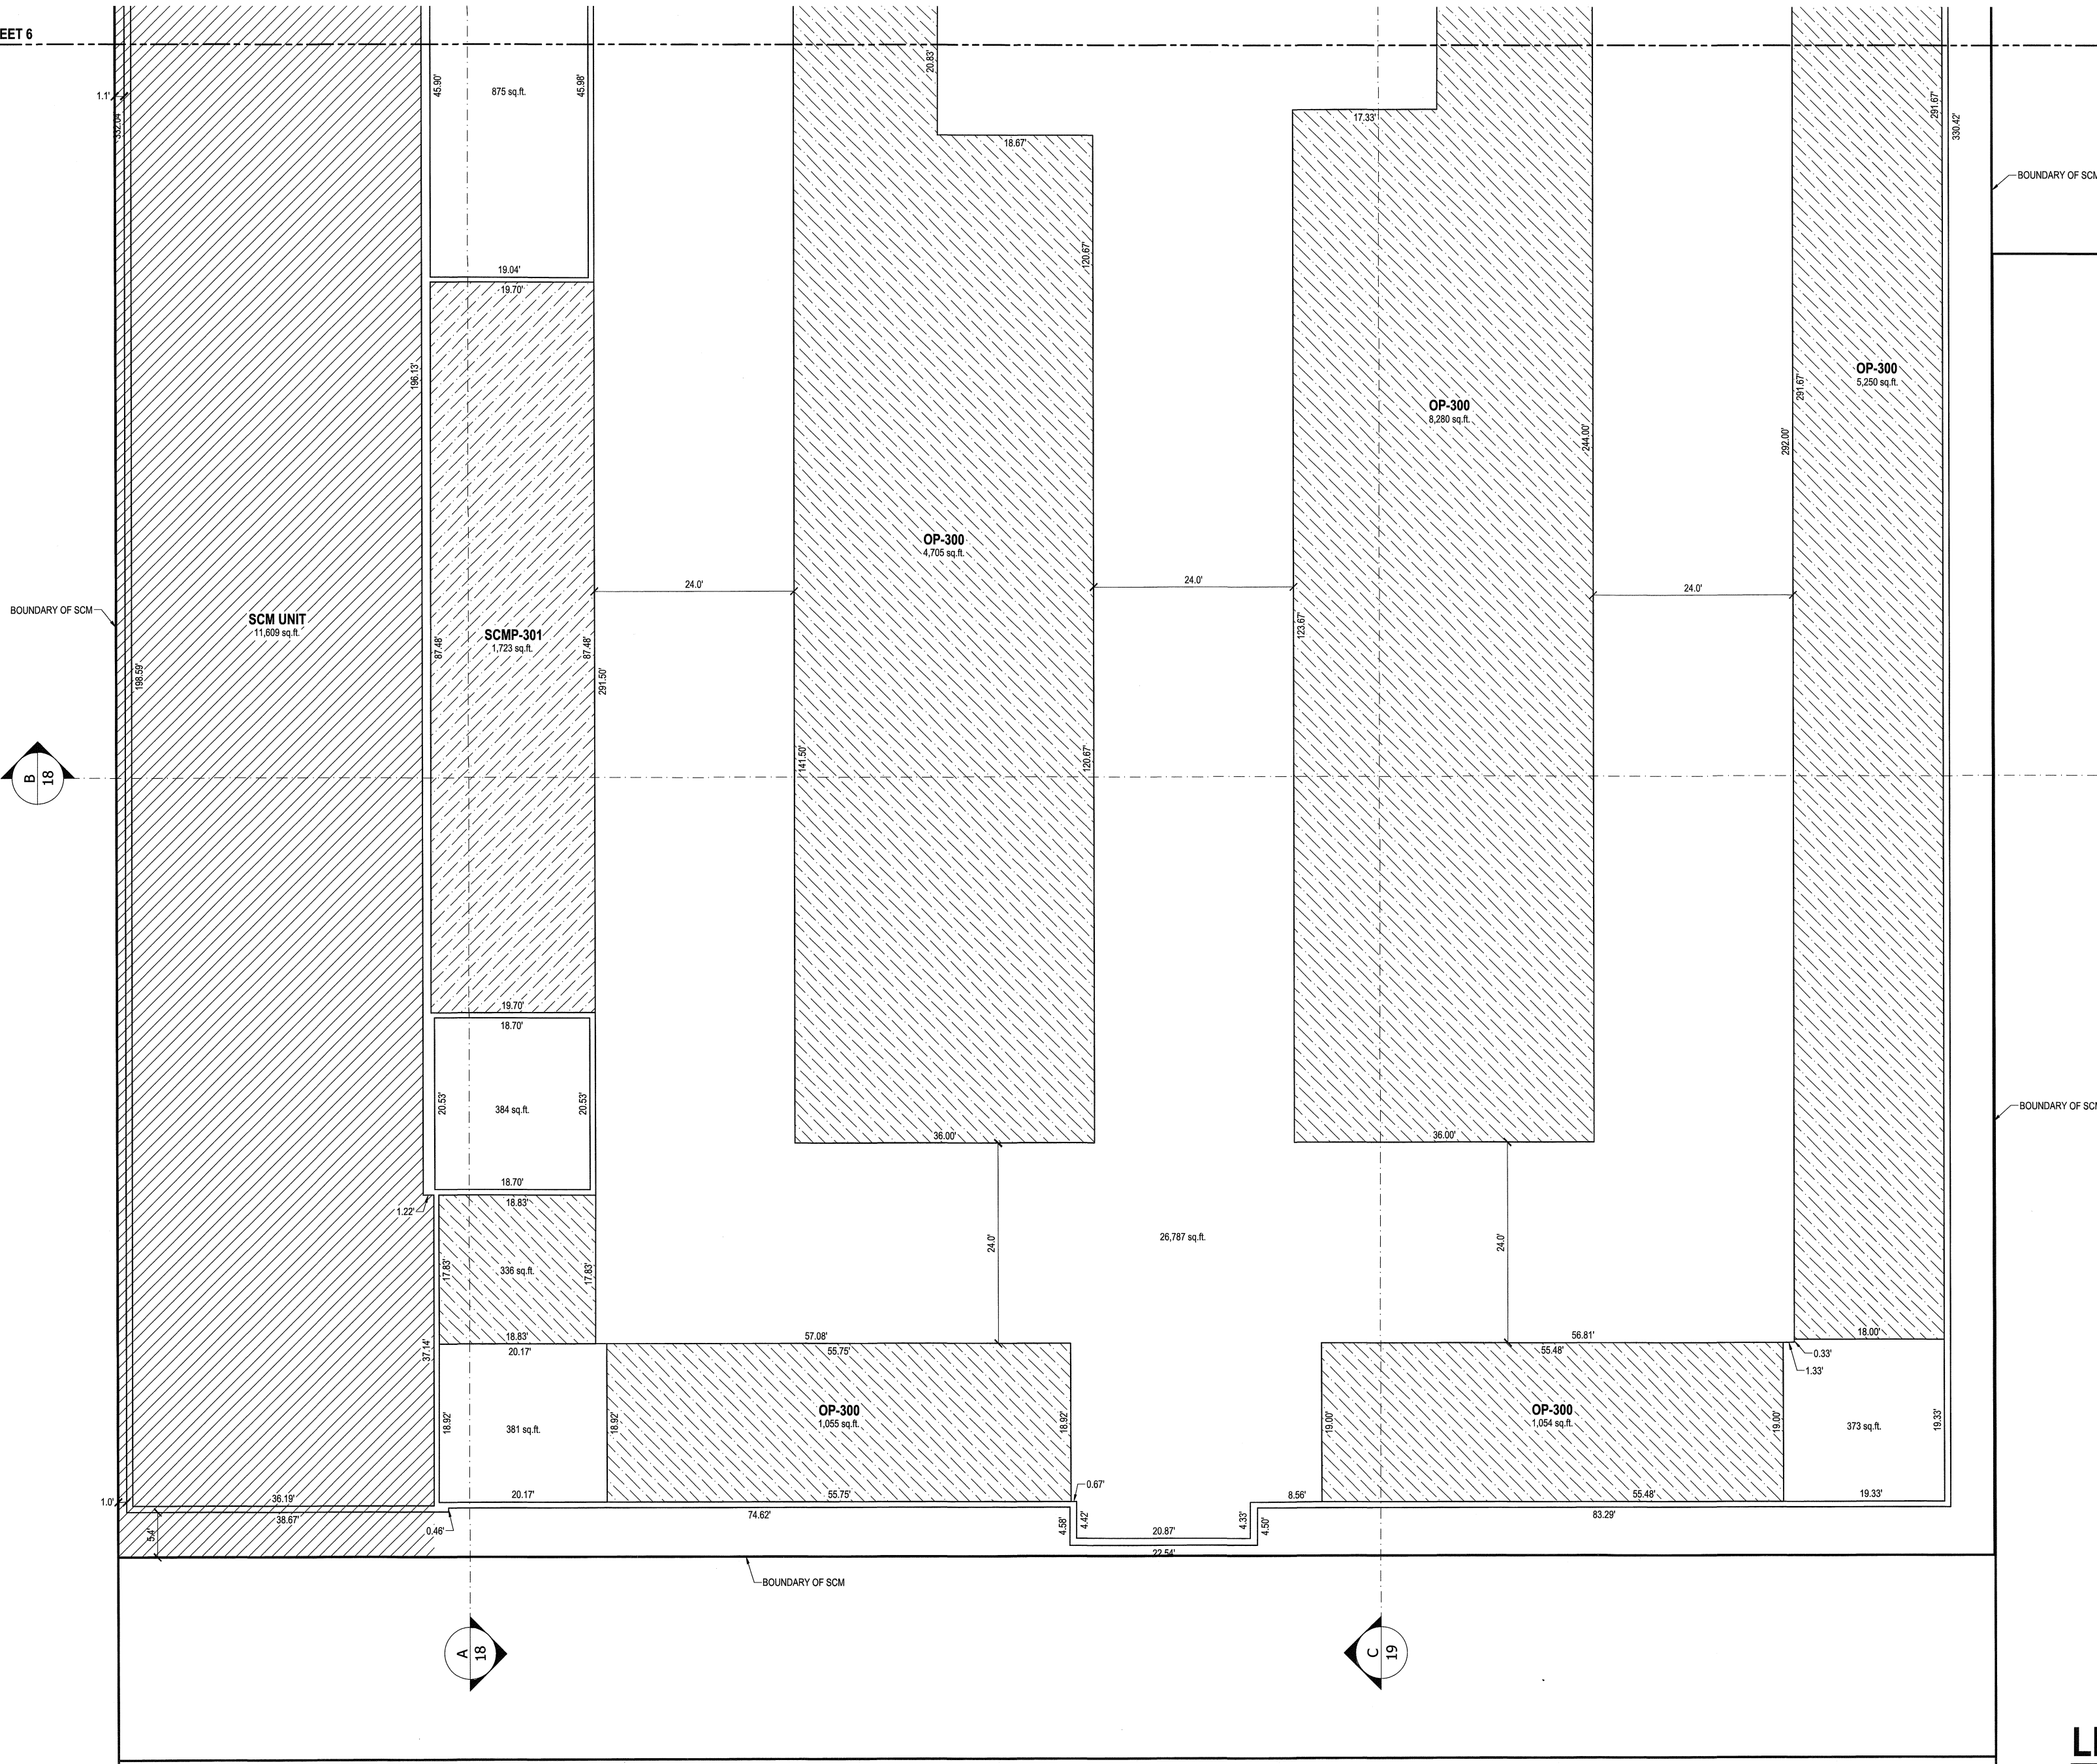 EET 6
1.1'
332.04'
45.90'
875 sq.ft.
45.98'
20.83'
18.67'
17.33'
291.67'
330.42'
BOUNDARY OF SCM
19.04'
19.70'
120.67'
196.13'
OP-300
5,250 sq.ft.
291.67'
OP-300
8,280 sq.ft.
244.00'
292.00'
OP-300
4,705 sq.ft.
24.0'
24.0'
24.0'
BOUNDARY OF SCM
SCM UNIT
11,609 sq.ft.
SCMP-301
1,723 sq.ft.
87.48'
87.48'
123.67'
198.59'
291.50'
B
18
141.50'
120.67'
19.70'
18.70'
20.53'
384 sq.ft.
20.53'
BOUNDARY OF SCM
36.00'
36.00'
18.70'
18.83'
1.22'
24.0'
26,787 sq.ft.
24.0'
17.83'
336 sq.ft.
17.83'
18.83'
57.08'
56.81'
18.00'
37.14'
20.17'
55.75'
55.48'
0.33'
1.33'
OP-300
1,055 sq.ft.
OP-300
1,054 sq.ft.
18.92'
381 sq.ft.
18.92'
18.92'
19.00'
19.00'
373 sq.ft.
19.33'
0.67'
1.0'
36.19'
20.17'
55.75'
8.56'
55.48'
19.33'
38.67'
74.62'
83.29'
5.4'
0.46'
4.58'
4.42'
20.87'
4.33'
4.50'
22.54'
BOUNDARY OF SCM
A
18
C
19